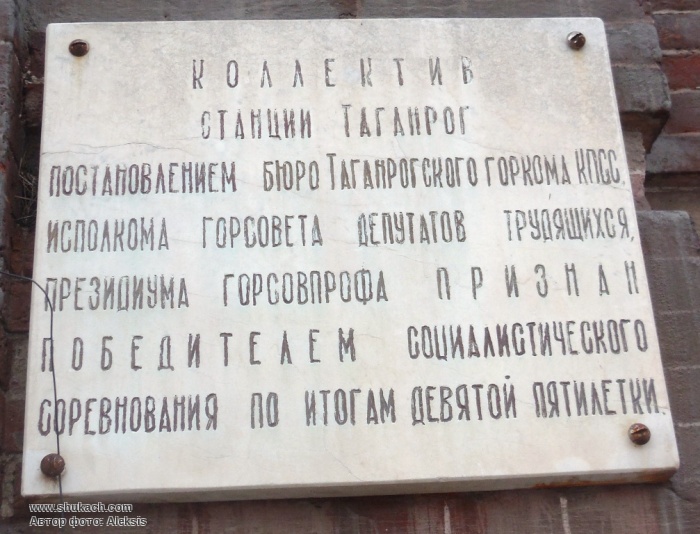 КОЛЛЕКТИВ
СТАНЦИИ ТАГАНРОГ
ПОСТАНОВЛЕНИЕМ БЮРО ТАГАНРОГСКОГО ГОРКОМА КПСС,
ИСПОЛКОМА ГОРСОВЕТА ДЕПУТАТОВ ТРУДЯЩИХСЯ,
ПРЕЗИДИУМА ГОРСОВПРОФА ПРИЗНАН
ПОБЕДИТЕЛЕМ СОЦИАЛИСТИЧЕСКОГО
СОРЕВНОВАНИЯ ПО ИТОГАМ ДЕВЯТОЙ ПЯТИЛЕТКИ.
www.shukach.com
Автор фото: Aleksis